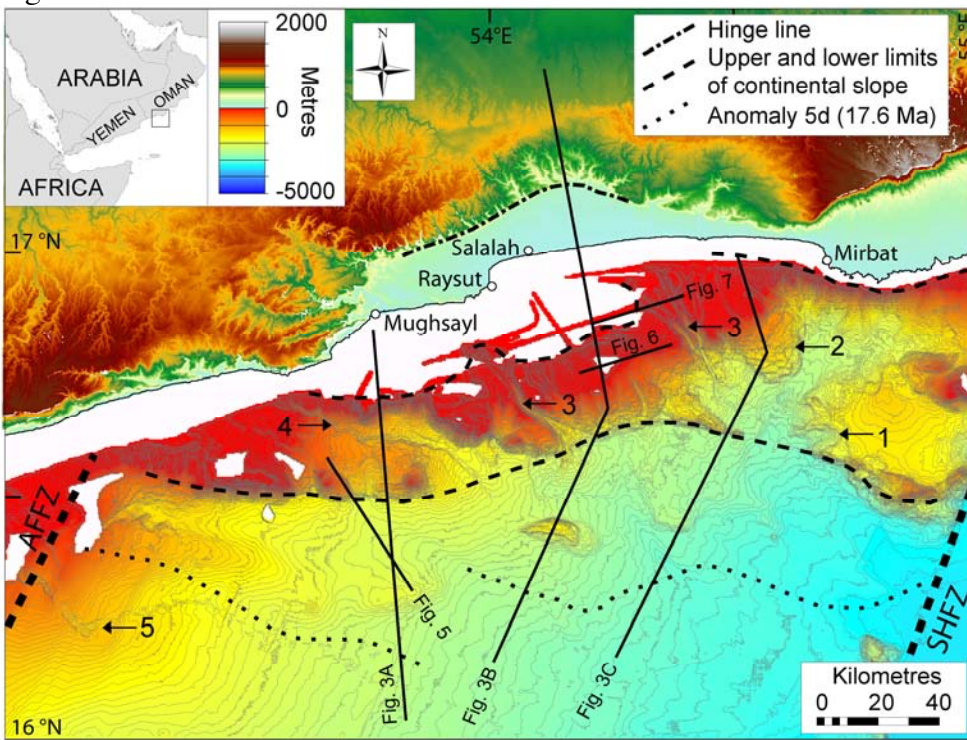 2000
0
-5000
Metres
ARABIA
YEMEN
OMAN
AFRICA
N
54°E
55°E
Hinge line
Upper and lower limits
of continental slope
Anomaly 5d (17.6 Ma)
17 °N
Salalah
Raysut
Mughsayl
Mirbat
Fig. 7
Fig. 6
3
2
3
4
1
AFFZ
5
Fig. 5
Fig. 3A
Fig. 3B
Fig. 3C
SHFZ
Kilometres
0 20 40
16 °N